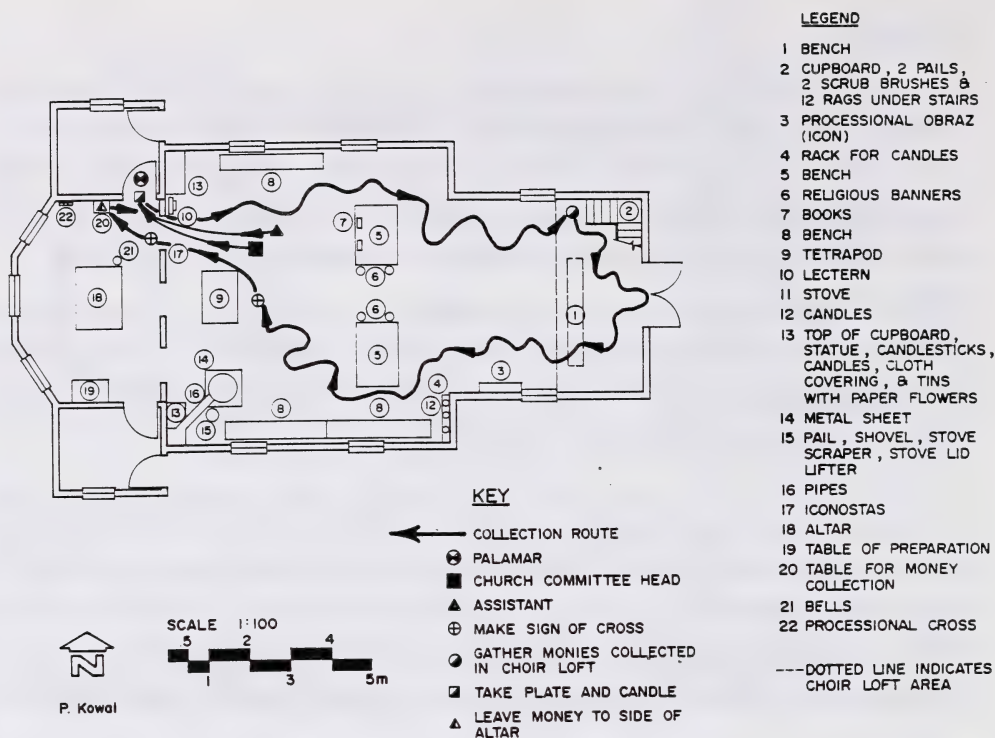 LEGEND
1 BENCH
2 CUPBOARD, 2 PAILS,
2 SCRUB BRUSHES &
12 RAGS UNDER STAIRS
3 PROCESSIONAL OBRAZ
(ICON)
4 RACK FOR CANDLES
5 BENCH
6 RELIGIOUS BANNERS
7 BOOKS
8 BENCH
9 TETRAPOD
10 LECTERN
11 STOVE
12 CANDLES
13 TOP OF CUPBOARD,
STATUE, CANDLESTICKS,
CANDLES, CLOTH
COVERING, & TINS
WITH PAPER FLOWERS
14 METAL SHEET
15 PAIL, SHOVEL, STOVE
SCRAPER, STOVE LID
LIFTER
16 PIPES
17 ICONOSTAS
18 ALTAR
19 TABLE OF PREPARATION
20 TABLE FOR MONEY
COLLECTION
21 BELLS
22 PROCESSIONAL CROSS
---DOTTED LINE INDICATES
CHOIR LOFT AREA
13
8
22
20
10
7
5
2
21
17
6
18
9
6
1
5
14
3
4
19
16
12
13
15
8
8
KEY
COLLECTION ROUTE
PALAMAR
CHURCH COMMITTEE HEAD
ASSISTANT
MAKE SIGN OF CROSS
GATHER MONIES COLLECTED
IN CHOIR LOFT
TAKE PLATE AND CANDLE
LEAVE MONEY TO SIDE OF
ALTAR
SCALE 1:100
.5 2 4
1 3 5m
N
P. Kowal